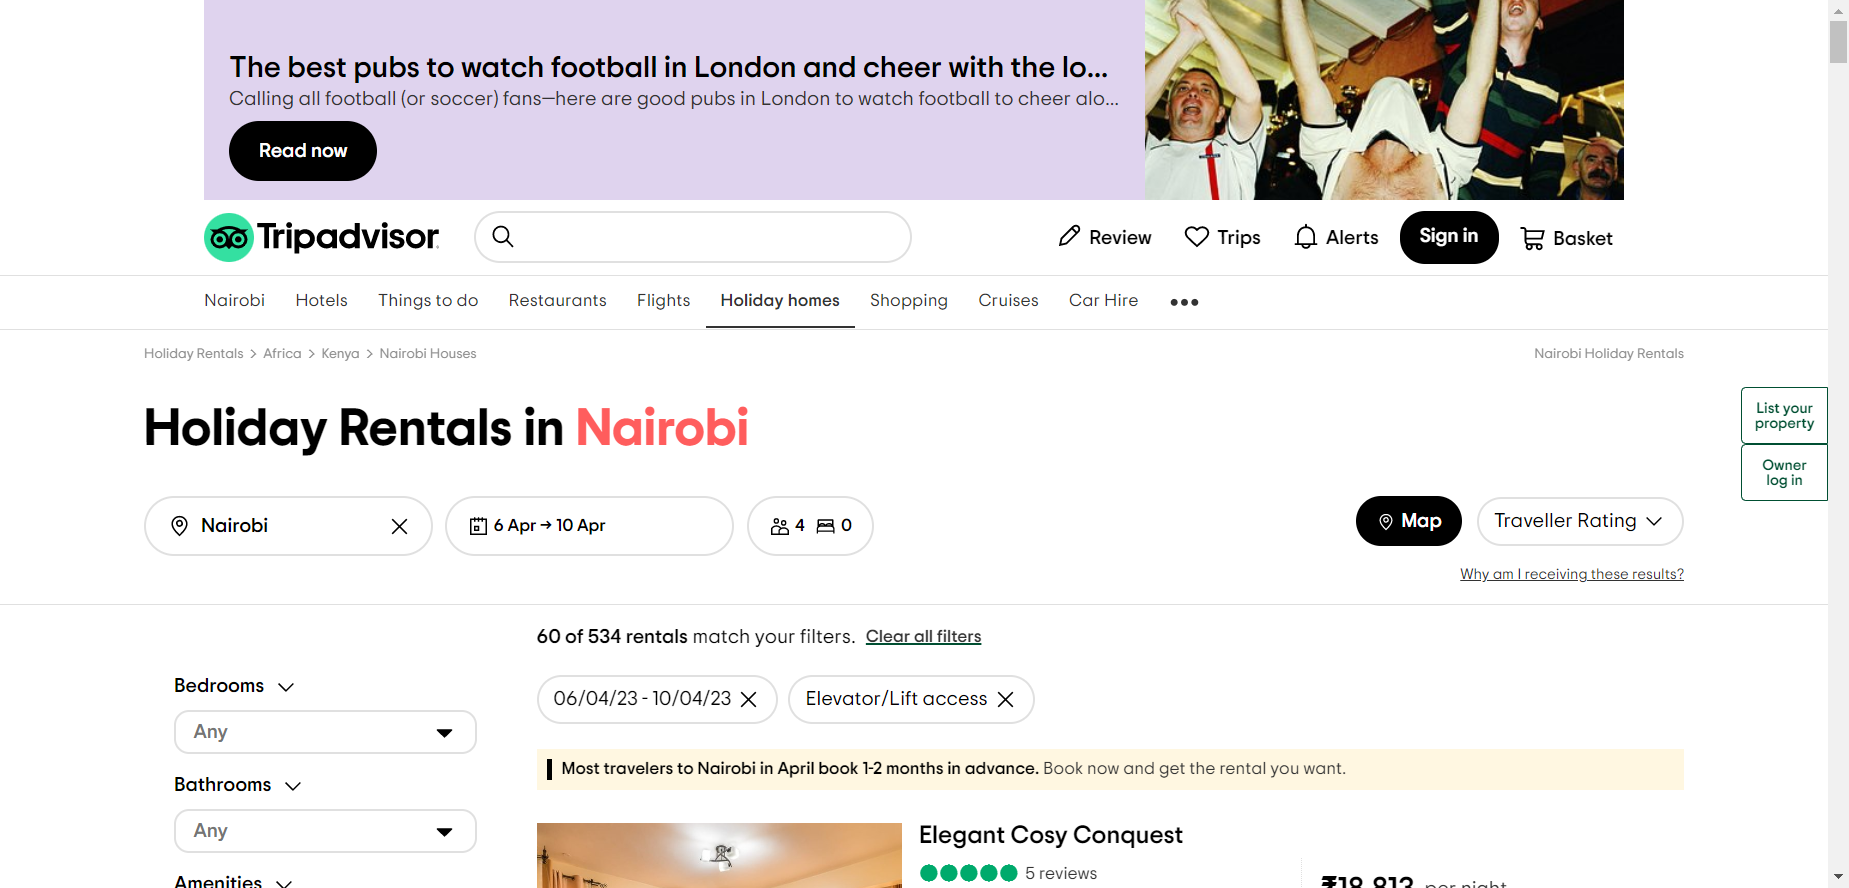 The best pubs to watch football in London and cheer with the lo...
Calling all football (or soccer) fans—here are good pubs in London to watch football to cheer alo...
Read now
Tripadvisor
Review
Trips
Alerts
Sign in
Basket
Nairobi
Hotels
Things to do
Restaurants
Flights
Holiday homes
Shopping
Cruises
Car Hire
Holiday Rentals > Africa > Kenya > Nairobi Houses
Nairobi Holiday Rentals
List your
property
Owner
log in
Holiday Rentals in Nairobi
Nairobi
6 Apr → 10 Apr
4
0
Map
Traveller Rating
Why am I receiving these results?
60 of 534 rentals match your filters. Clear all filters
06/04/23 - 10/04/23
Elevator/Lift access
Bedrooms
Any
Bathrooms
Any
Amenities
Most travelers to Nairobi in April book 1-2 months in advance. Book now and get the rental you want.
Elegant Cosy Conquest
5 reviews
₹18,813 per night